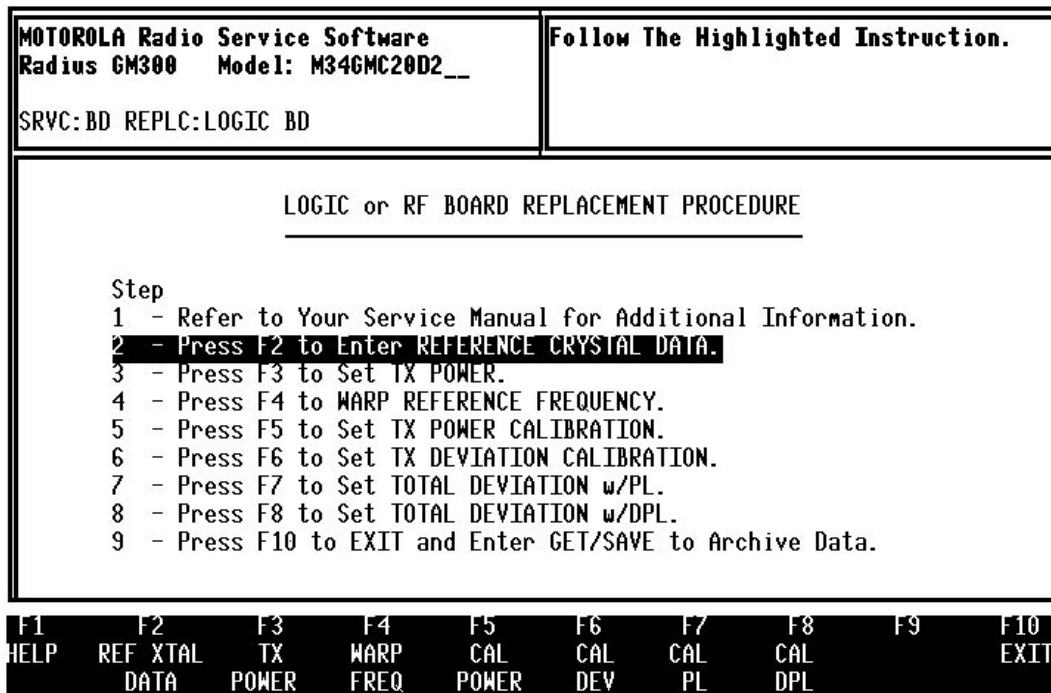 MOTOROLA Radio Service Software
Radius GM300 Model: M34GMC20D2__
SRVC:BD REPLC:LOGIC BD
Follow The Highlighted Instruction.
LOGIC or RF BOARD REPLACEMENT PROCEDURE
Step
1 - Refer to Your Service Manual for Additional Information.
2 - Press F2 to Enter REFERENCE CRYSTAL DATA.
3 - Press F3 to Set TX POWER.
4 - Press F4 to WARP REFERENCE FREQUENCY.
5 - Press F5 to Set TX POWER CALIBRATION.
6 - Press F6 to Set TX DEVIATION CALIBRATION.
7 - Press F7 to Set TOTAL DEVIATION w/PL.
8 - Press F8 to Set TOTAL DEVIATION w/DPL.
9 - Press F10 to EXIT and Enter GET/SAVE to Archive Data.
F1 F2 F3 F4 F5 F6 F7 F8 F9 F10
HELP REF XTAL TX WARP CAL CAL CAL CAL EXIT
DATA POWER FREQ POWER DEV PL DPL